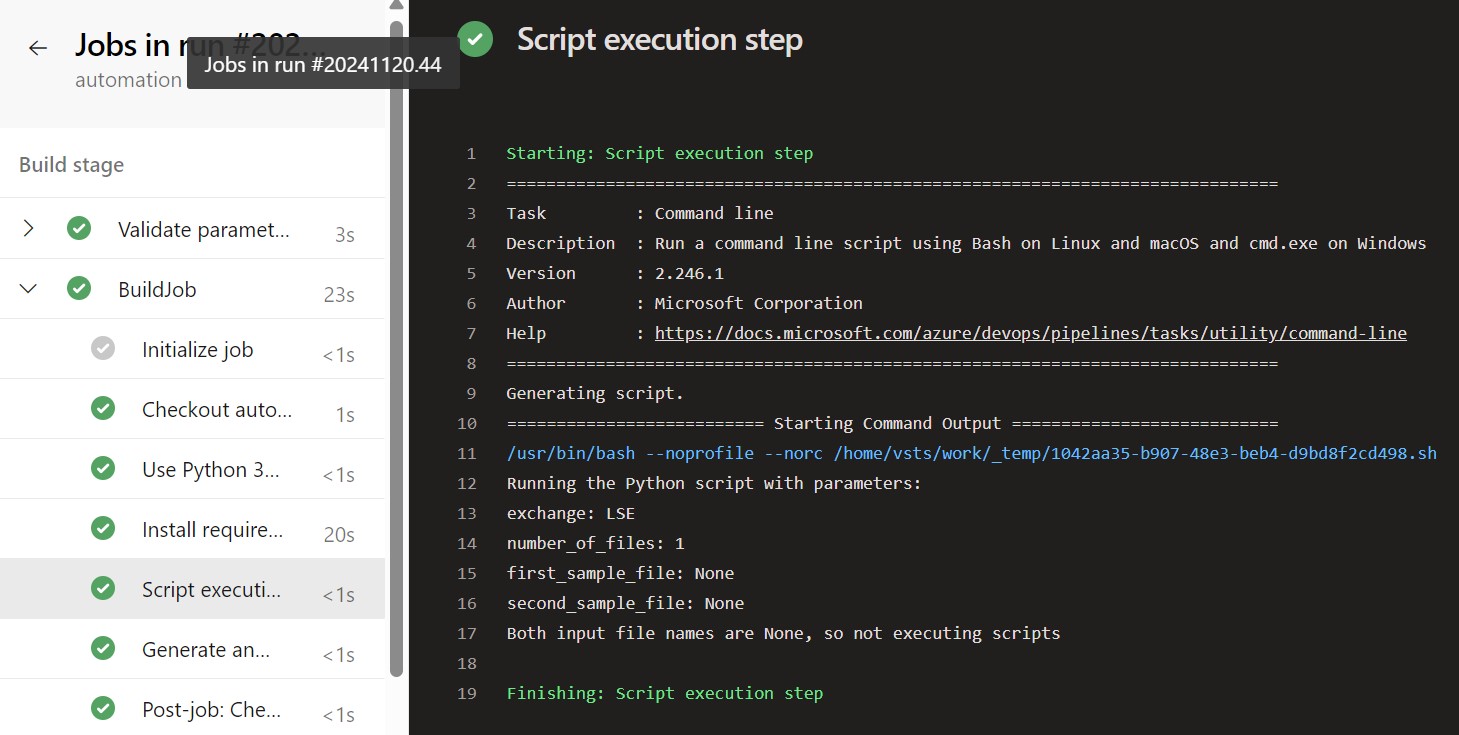 Jobs in run #202...
Jobs in run #20241120.44
automation
Build stage
Validate paramet... 3s
BuildJob 23s
Initialize job <1s
Checkout auto... 1s
Use Python 3... <1s
Install require... 20s
Script executi... <1s
Generate an... <1s
Post-job: Che... <1s
Script execution step
1 Starting: Script execution step
2 ==============================================================================
3 Task         : Command line
4 Description  : Run a command line script using Bash on Linux and macOS and cmd.exe on Windows
5 Version      : 2.246.1
6 Author       : Microsoft Corporation
7 Help         : https://docs.microsoft.com/azure/devops/pipelines/tasks/utility/command-line
8 ==============================================================================
9 Generating script.
10 ========================== Starting Command Output ===========================
11 /usr/bin/bash --noprofile --norc /home/vsts/work/_temp/1042aa35-b907-48e3-beb4-d9bd8f2cd498.sh
12 Running the Python script with parameters:
13 exchange: LSE
14 number_of_files: 1
15 first_sample_file: None
16 second_sample_file: None
17 Both input file names are None, so not executing scripts
18
19 Finishing: Script execution step